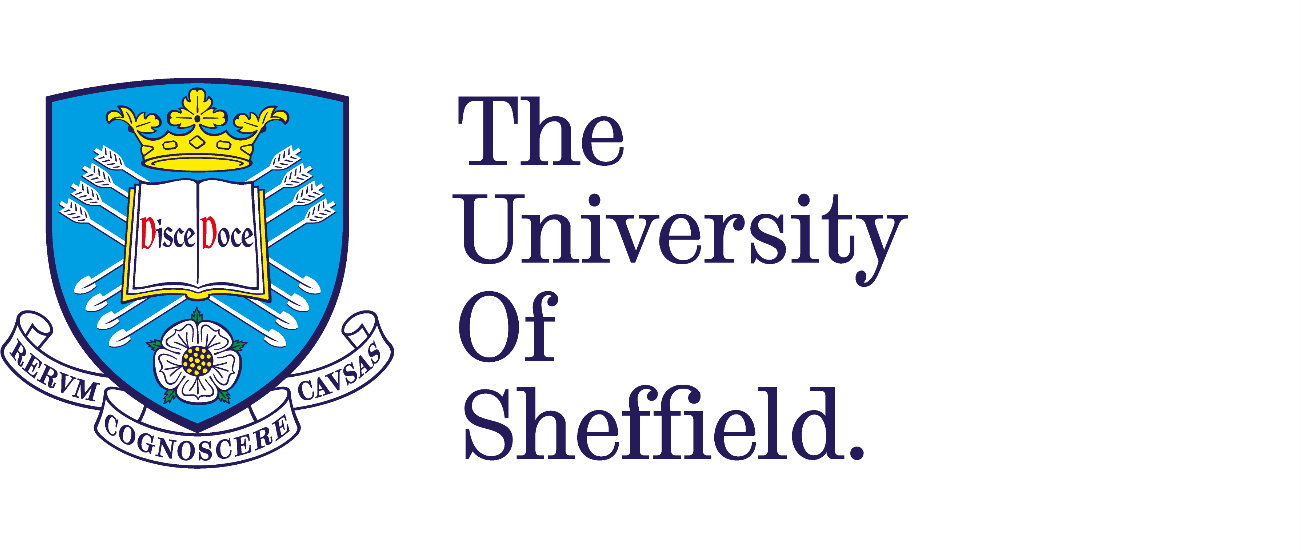 Disce Doce
RERVM COGNOSCERE CAVSAS
The
University
Of
Sheffield.